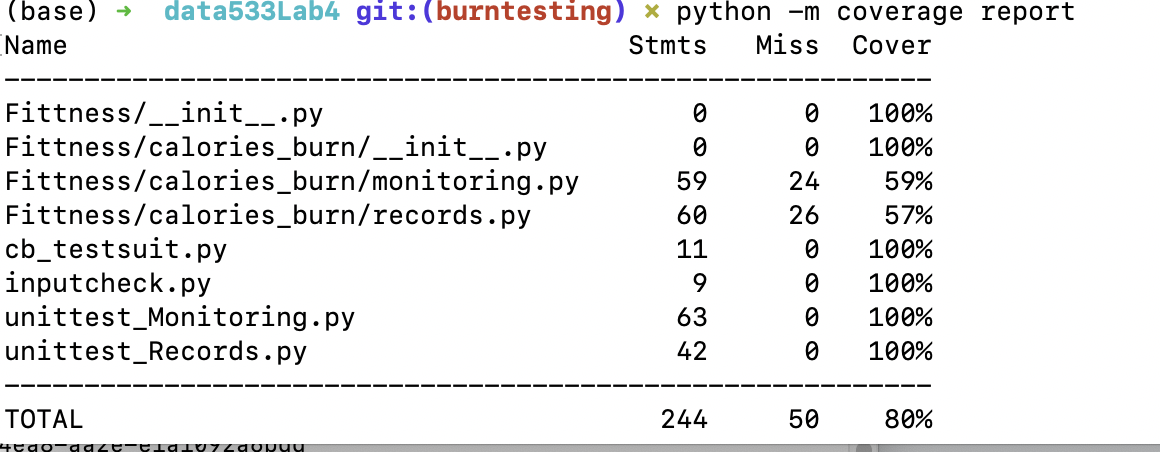 (base) → data533Lab4 git:(burntesting) × python -m coverage report
Name Stmts Miss Cover
----------------------------------------------------------
Fittness/__init__.py 0 0 100%
Fittness/calories_burn/__init__.py 0 0 100%
Fittness/calories_burn/monitoring.py 59 24 59%
Fittness/calories_burn/records.py 60 26 57%
cb_testsuit.py 11 0 100%
inputcheck.py 9 0 100%
unittest_Monitoring.py 63 0 100%
unittest_Records.py 42 0 100%
----------------------------------------------------------
TOTAL 244 50 80%